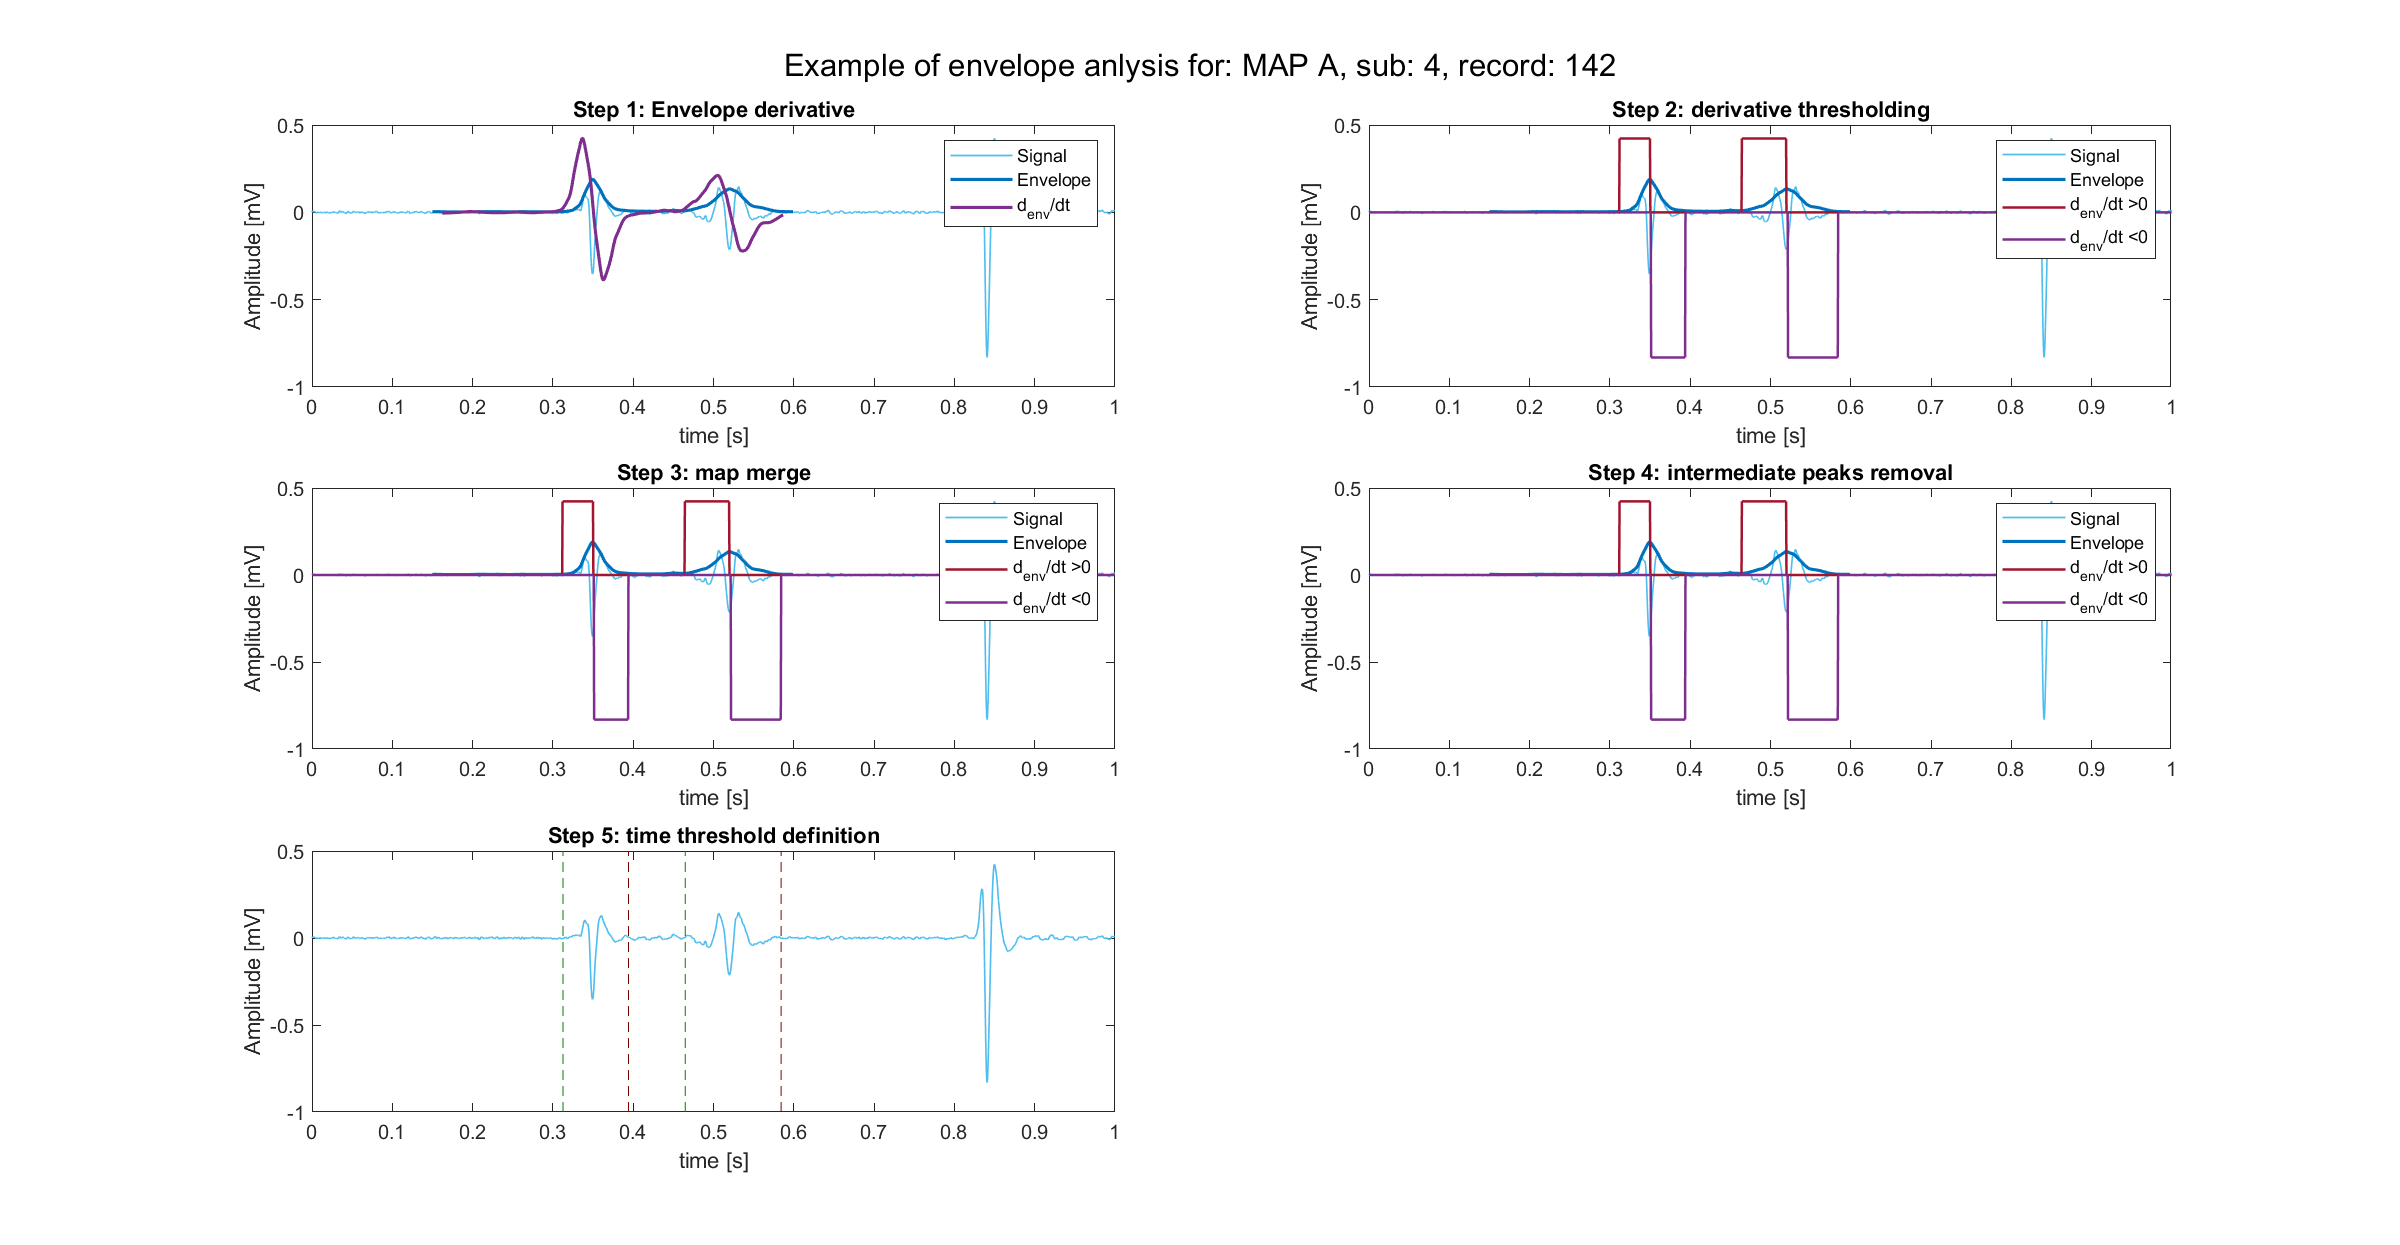 Example of envelope anlysis for: MAP A, sub: 4, record: 142
Step 1: Envelope derivative
0.5
0
-0.5
-1
Amplitude [mV]
Signal
Envelope
d_env/dt
0 0.1 0.2 0.3 0.4 0.5 0.6 0.7 0.8 0.9 1
time [s]
Step 2: derivative thresholding
0.5
0
-0.5
-1
Amplitude [mV]
Signal
Envelope
d_env/dt >0
d_env/dt <0
0 0.1 0.2 0.3 0.4 0.5 0.6 0.7 0.8 0.9 1
time [s]
Step 3: map merge
0.5
0
-0.5
-1
Amplitude [mV]
Signal
Envelope
d_env/dt >0
d_env/dt <0
0 0.1 0.2 0.3 0.4 0.5 0.6 0.7 0.8 0.9 1
time [s]
Step 4: intermediate peaks removal
0.5
0
-0.5
-1
Amplitude [mV]
Signal
Envelope
d_env/dt >0
d_env/dt <0
0 0.1 0.2 0.3 0.4 0.5 0.6 0.7 0.8 0.9 1
time [s]
Step 5: time threshold definition
0.5
0
-0.5
-1
Amplitude [mV]
0 0.1 0.2 0.3 0.4 0.5 0.6 0.7 0.8 0.9 1
time [s]